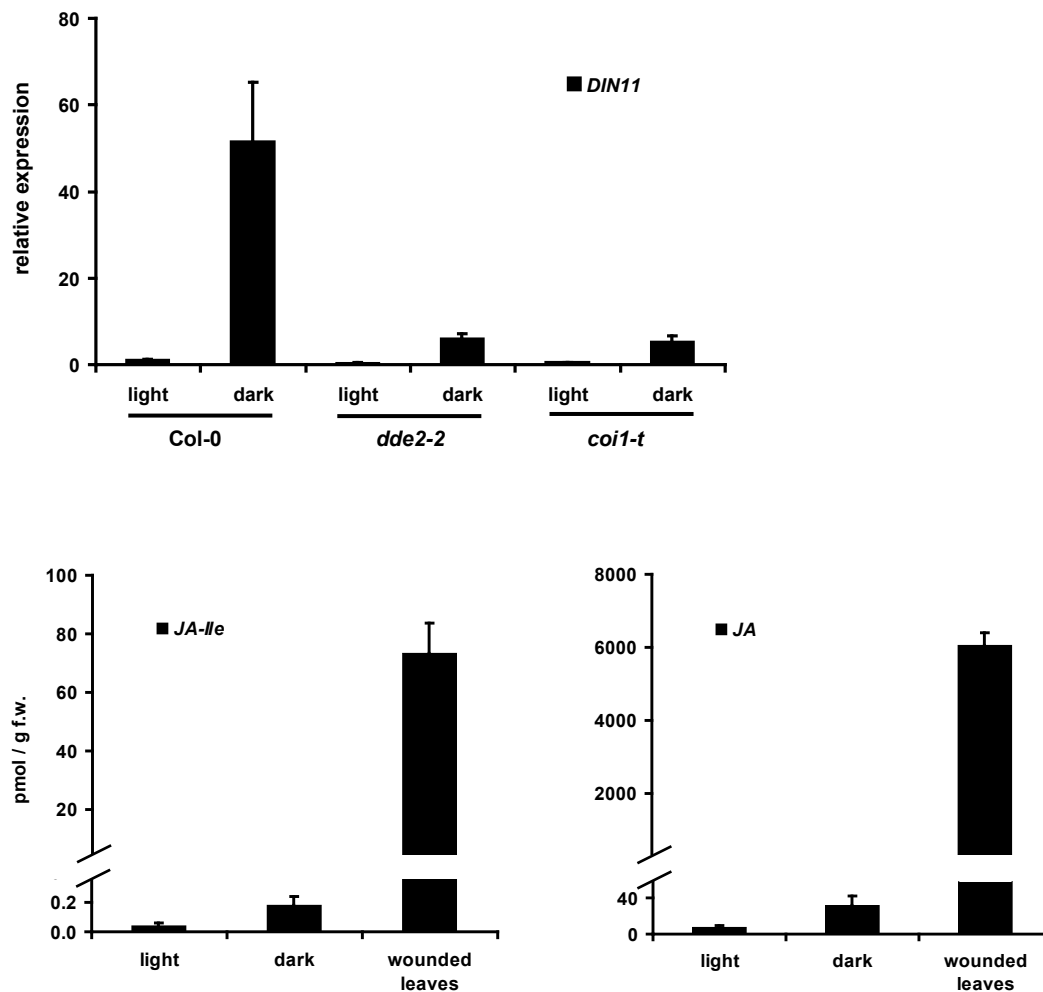 80
60
40
20
0
relative expression
DIN11
light dark light dark light dark
Col-0 dde2-2 coi1-t
100
80
60
40
20
0.2
0.0
pmol / g f.w.
JA-Ile
light dark wounded
leaves
8000
6000
4000
2000
40
0
JA
light dark wounded
leaves